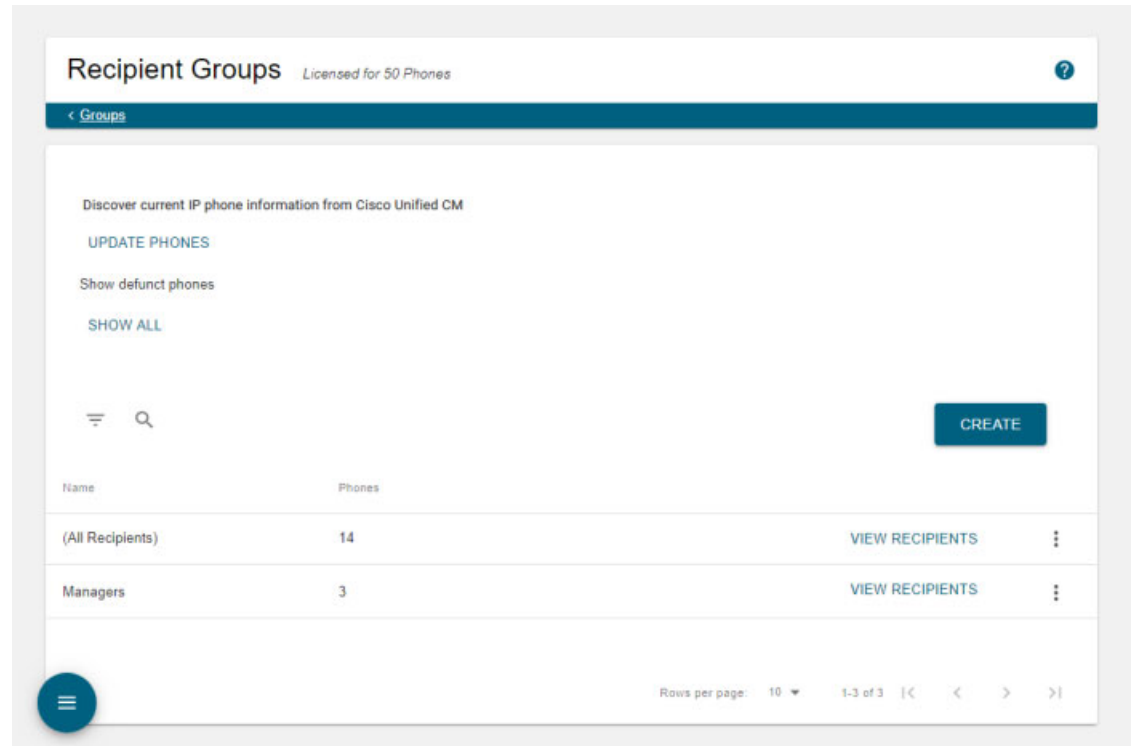 Recipient Groups Licensed for 50 Phones
< Groups
Discover current IP phone information from Cisco Unified CM
UPDATE PHONES
Show defunct phones
SHOW ALL
CREATE
Name Phones
(All Recipients) 14 VIEW RECIPIENTS
Managers 3 VIEW RECIPIENTS
Rows per page: 10 1-3 of 3